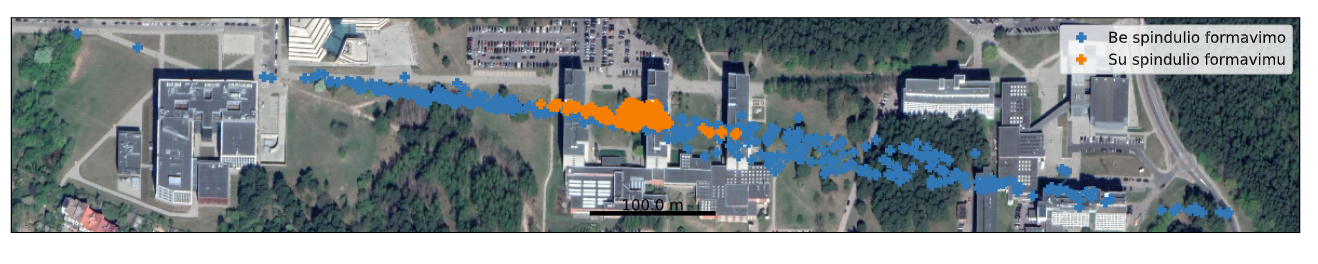 Be spindulio formavimo
Su spindulio formavimu
100.0 m